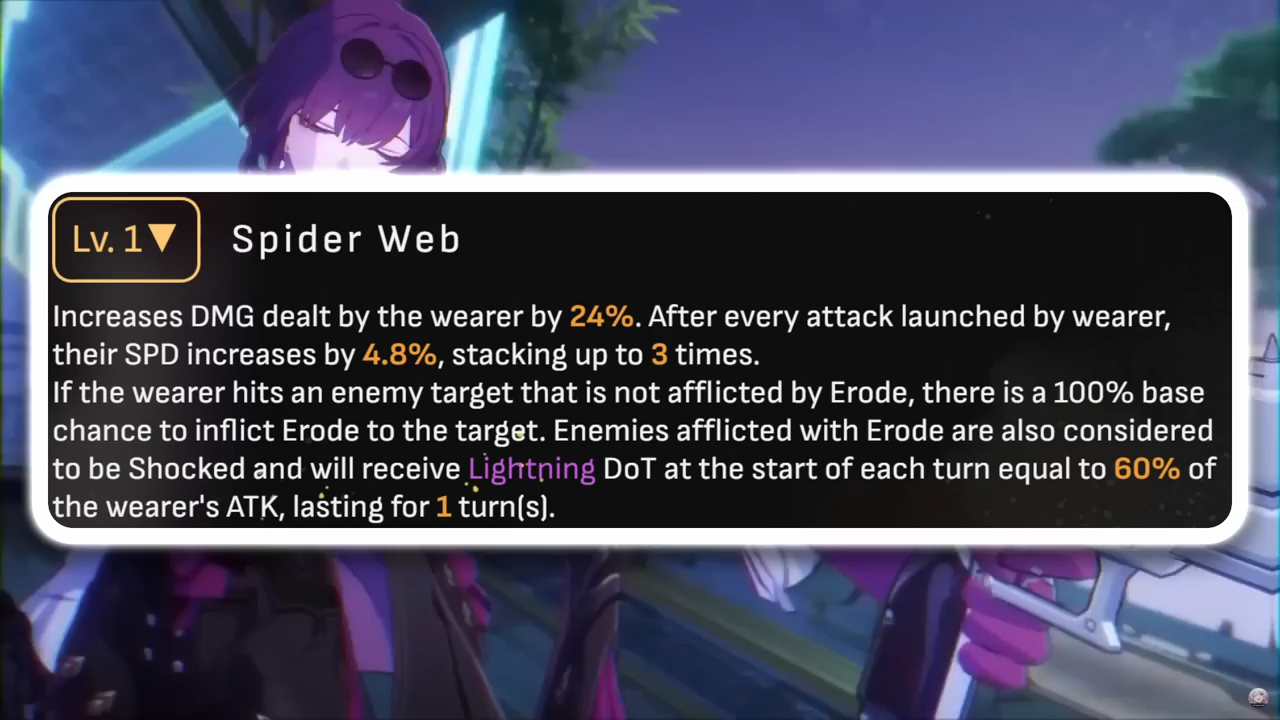 Lv. 1▼
Spider Web
Increases DMG dealt by the wearer by 24%. After every attack launched by wearer,
their SPD increases by 4.8%, stacking up to 3 times.
If the wearer hits an enemy target that is not afflicted by Erode, there is a 100% base
chance to inflict Erode to the target. Enemies afflicted with Erode are also considered
to be Shocked and will receive Lightning DoT at the start of each turn equal to 60% of
the wearer's ATK, lasting for 1 turn(s).